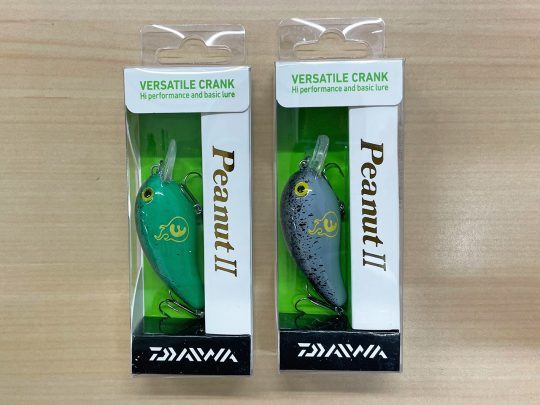 VERSATILE CRANK
Hi performance and basic lure
Peanut II
DAIWA
VERSATILE CRANK
Hi performance and basic lure
Peanut II
DAIWA